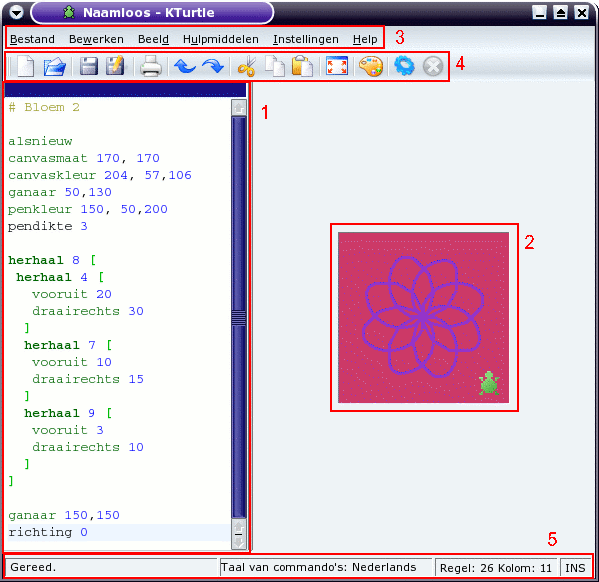 Naamloos - KTurtle
Bestand Bewerken Beeld Hulpmiddelen Instellingen Help 3
4
1
# Bloem 2
alsnieuw
canvasmaat 170, 170
canvaskleur 204, 57,106
ganaar 50,130
penkleur 150, 50,200
pendikte 3
herhaal 8 [
herhaal 4 [
vooruit 20
draairechts 30
]
herhaal 7 [
vooruit 10
draairechts 15
]
herhaal 9 [
vooruit 3
draairechts 10
]
]
ganaar 150,150
richting 0
2
5
Gereed. Taal van commando's: Nederlands Regel: 26 Kolom: 11 INS